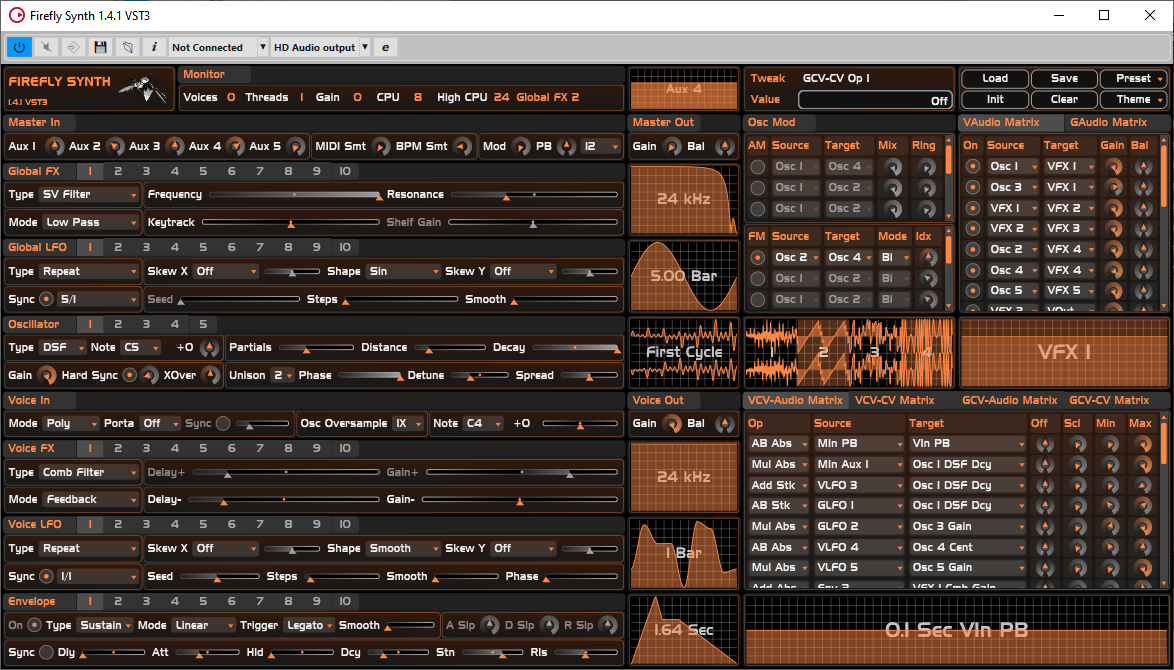 Firefly Synth 1.4.1 VST3
i Not Connected HD Audio output e
FIREFLY SYNTH
1.4.1 VST3
Monitor
Voices 0 Threads 1 Gain 0 CPU 8 High CPU 24 Global FX 2
Aux 4
Tweak GCV-CV Op 1
Value Off
Load Save Preset
Init Clear Theme
Master In
Aux 1 Aux 2 Aux 3 Aux 4 Aux 5 MIDI Smt BPM Smt Mod PB 12
Master Out
Gain Bal
Osc Mod
AM Source Target Mix Ring
Osc 1 Osc 4
Osc 1 Osc 2
Osc 1 Osc 2
FM Source Target Mode Idx
Osc 2 Osc 4 Bi
Osc 1 Osc 2 Bi
Osc 1 Osc 2 Bi
VAudio Matrix GAudio Matrix
On Source Target Gain Bal
Osc 1 VFX 1
Osc 3 VFX 1
VFX 1 VFX 2
VFX 2 VFX 3
Osc 2 VFX 4
Osc 4 VFX 4
Osc 5 VFX 5
VFX 3 VOut
Global FX 1 2 3 4 5 6 7 8 9 10
Type SV Filter Frequency Resonance
Mode Low Pass Keytrack Shelf Gain
24 kHz
Global LFO 1 2 3 4 5 6 7 8 9 10
Type Repeat Skew X Off Shape Sin Skew Y Off
Sync 5/1 Seed Steps Smooth
5.00 Bar
Oscillator 1 2 3 4 5
Type DSF Note C5 +0 Partials Distance Decay
Gain Hard Sync XOver Unison 2 Phase Detune Spread
First Cycle
1 2 3 4
VFX 1
Voice In
Mode Poly Porta Off Sync Osc Oversample 1X Note C4 +0
Voice Out
Gain Bal
Voice FX 1 2 3 4 5 6 7 8 9 10
Type Comb Filter Delay+ Gain+
Mode Feedback Delay- Gain-
24 kHz
Voice LFO 1 2 3 4 5 6 7 8 9 10
Type Repeat Skew X Off Shape Smooth Skew Y Off
Sync 1/1 Seed Steps Smooth Phase
1 Bar
Envelope 1 2 3 4 5 6 7 8 9 10
On Type Sustain Mode Linear Trigger Legato Smooth A Slp D Slp R Slp
Sync Dly Att Hld Dcy Stn Rls
1.64 Sec
VCV-Audio Matrix VCV-CV Matrix GCV-Audio Matrix GCV-CV Matrix
Op Source Target Off Scl Min Max
AB Abs MIn PB VIn PB
Mul Abs MIn Aux 1 Osc 1 DSF Dcy
Add Stk VLFO 3 Osc 1 DSF Dcy
AB Stk GLFO 1 Osc 1 DSF Dcy
Mul Abs GLFO 2 Osc 3 Gain
AB Abs VLFO 4 Osc 4 Cent
Mul Abs VLFO 5 Osc 5 Gain
Add Abs Env 2 VFX 1 Cmb Gain
0.1 Sec VIn PB